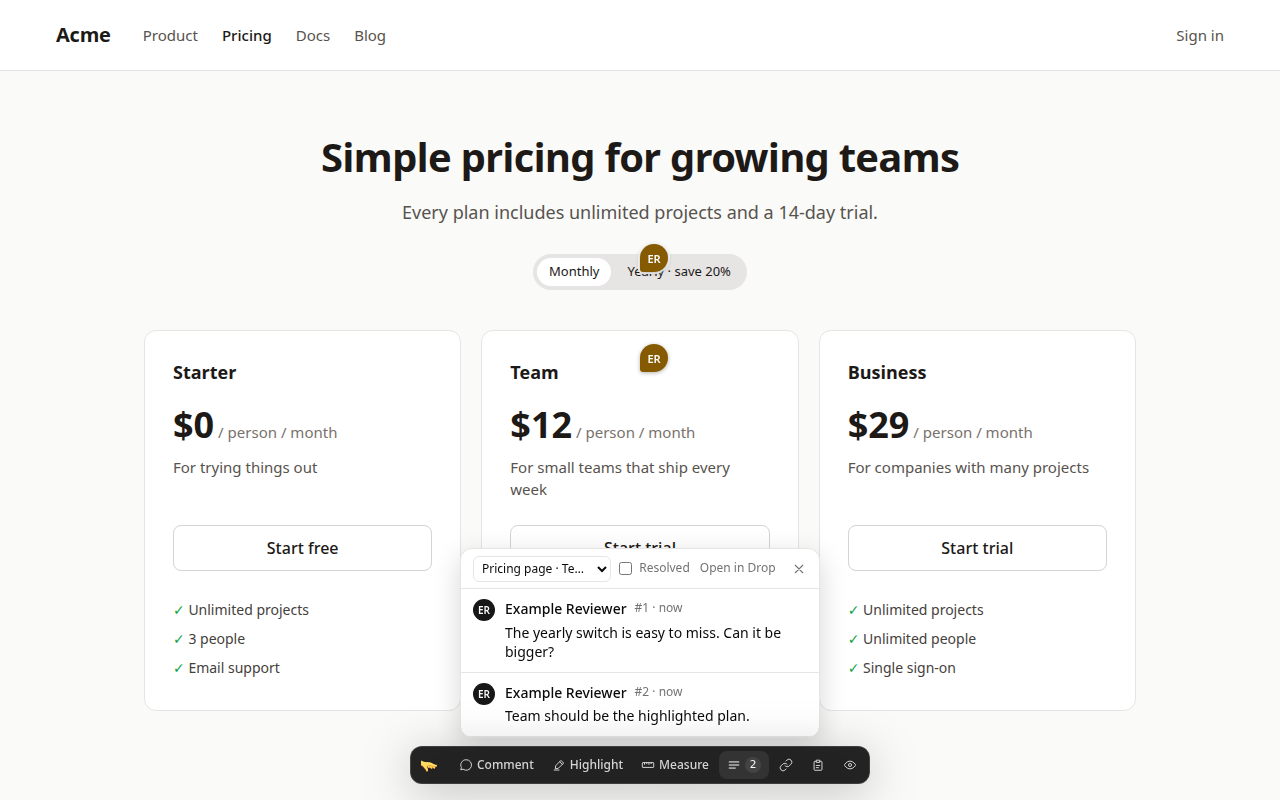 Acme Product Pricing Docs Blog Sign in
Simple pricing for growing teams
Every plan includes unlimited projects and a 14-day trial.
ER
Monthly Yearly · save 20%
ER
Starter
$0 / person / month
For trying things out
Start free
✓ Unlimited projects
✓ 3 people
✓ Email support
Team
$12 / person / month
For small teams that ship every
week
Start trial
Business
$29 / person / month
For companies with many projects
Start trial
✓ Unlimited projects
✓ Unlimited people
✓ Single sign-on
Pricing page · Te... Resolved Open in Drop
ER Example Reviewer #1 · now
The yearly switch is easy to miss. Can it be
bigger?
ER Example Reviewer #2 · now
Team should be the highlighted plan.
Comment Highlight Measure 2